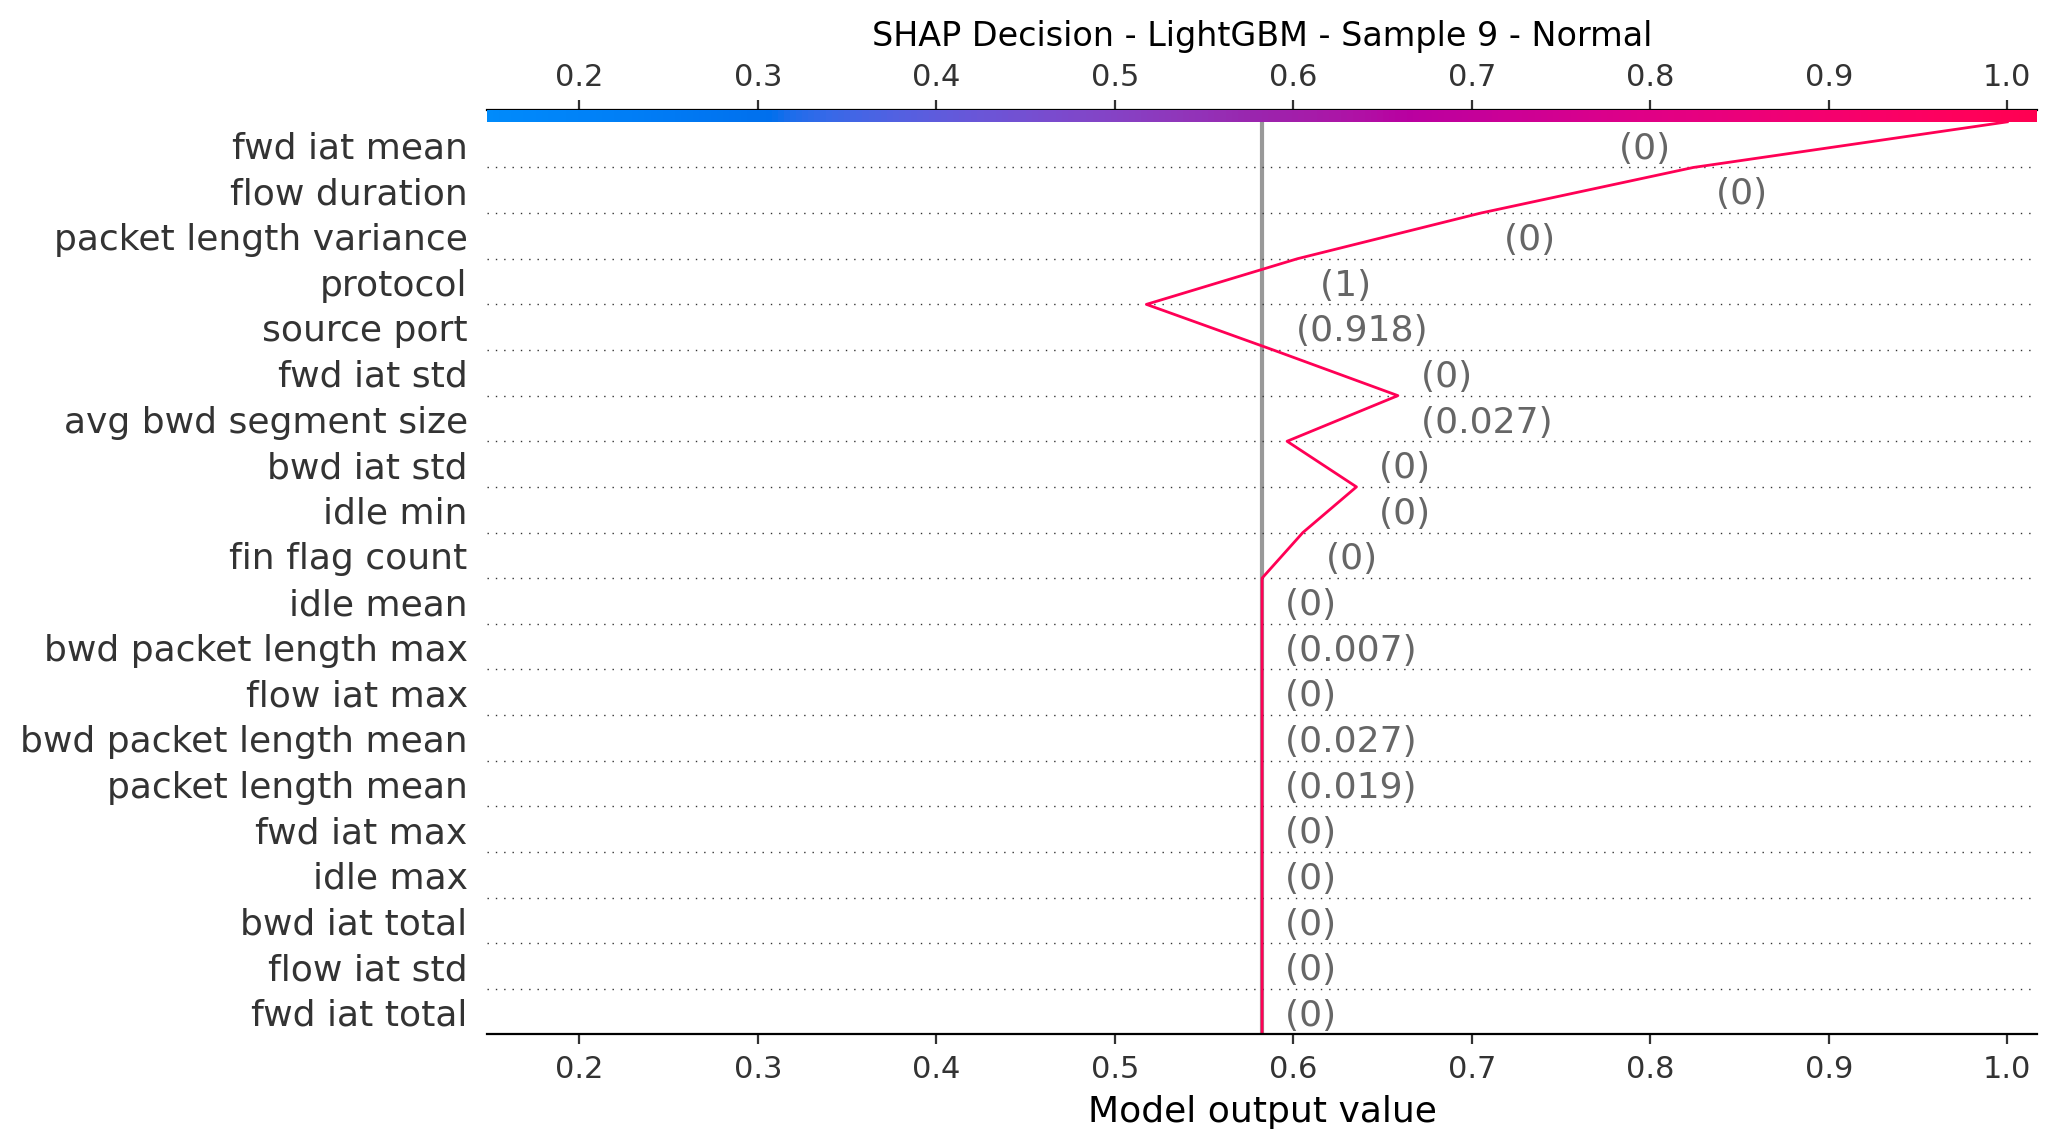 SHAP Decision - LightGBM - Sample 9 - Normal
0.2 0.3 0.4 0.5 0.6 0.7 0.8 0.9 1.0
fwd iat mean (0)
flow duration (0)
packet length variance (0)
protocol (1)
source port (0.918)
fwd iat std (0)
avg bwd segment size (0.027)
bwd iat std (0)
idle min (0)
fin flag count (0)
idle mean (0)
bwd packet length max (0.007)
flow iat max (0)
bwd packet length mean (0.027)
packet length mean (0.019)
fwd iat max (0)
idle max (0)
bwd iat total (0)
flow iat std (0)
fwd iat total (0)
0.2 0.3 0.4 0.5 0.6 0.7 0.8 0.9 1.0
Model output value